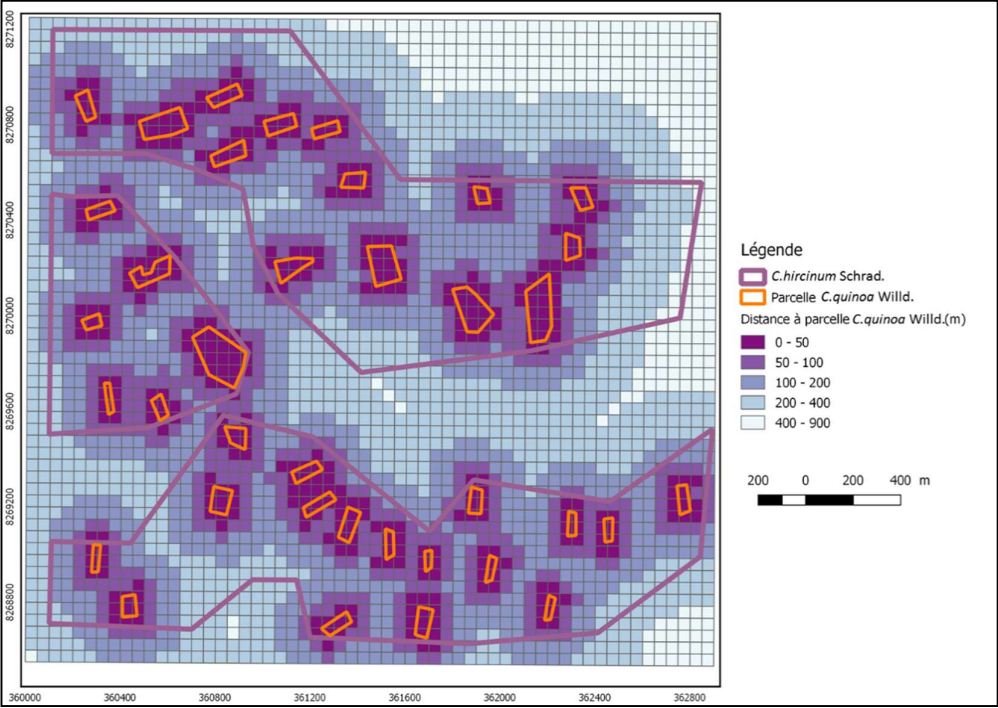 8271200
8270800
8270400
8270000
8269600
8269200
8268800
360000 360400 360800 361200 361600 362000 362400 362800
Légende
C.hircinum Schrad.
Parcelle C.quinoa Willd.
Distance à parcelle C.quinoa Willd.(m)
0 - 50
50 - 100
100 - 200
200 - 400
400 - 900
200 0 200 400 m